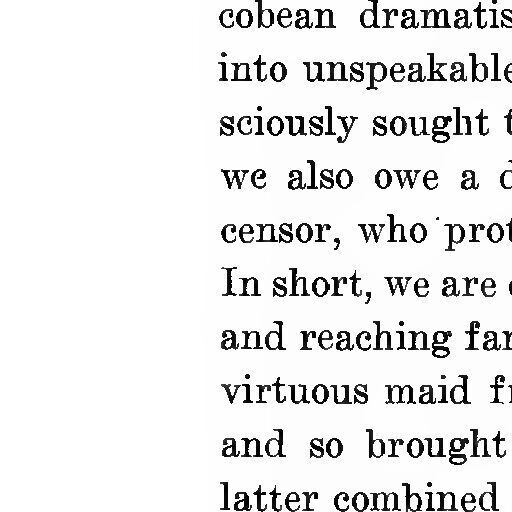 cobean dramatis
into unspeakable
sciously sought t
we also owe a d
censor, who prot
In short, we are
and reaching far
virtuous maid fr
and so brought
latter combined